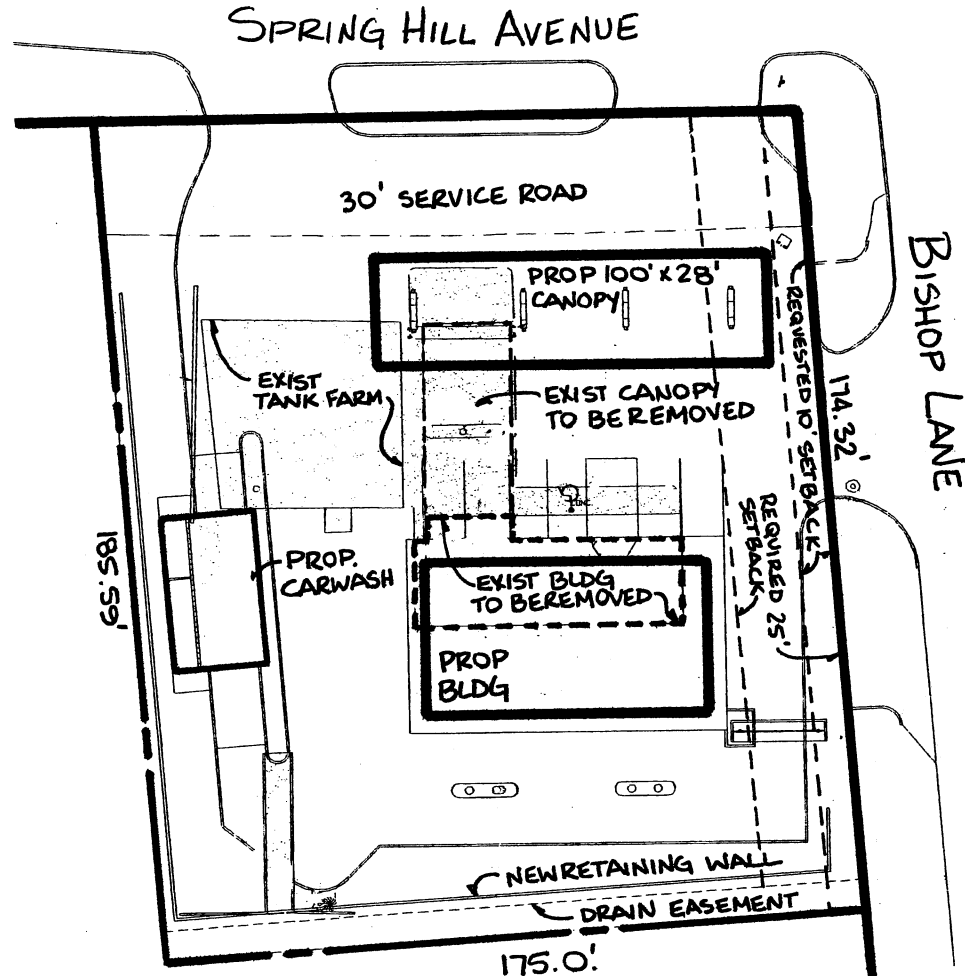 SPRING HILL AVENUE
30' SERVICE ROAD
PROP 100' X 28'
CANOPY
BISHOP LANE
REQUESTED 10' SETBACK
174.32'
EXIST
TANK FARM
EXIST CANOPY
TO BE REMOVED
REQUIRED 25'
SETBACK
185.59'
PROP.
CARWASH
EXIST BLDG
TO BE REMOVED
PROP
BLDG
NEW RETAINING WALL
DRAIN EASEMENT
175.0'.